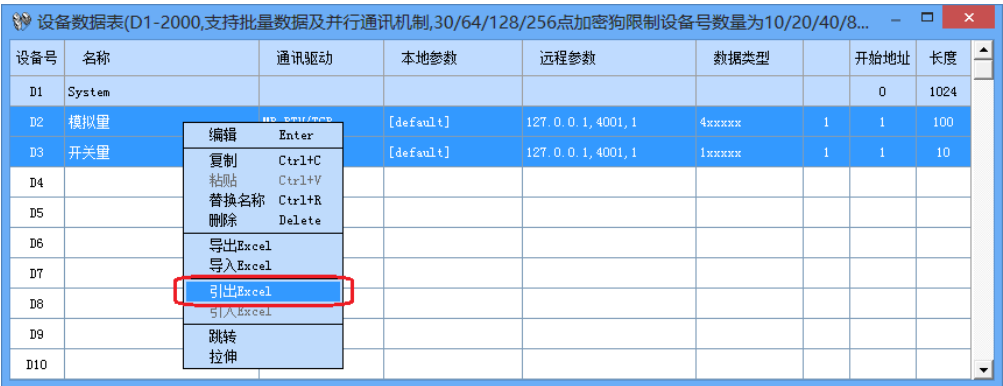 设备数据表(D1-2000,支持批量数据及并行通讯机制,30/64/128/256点加密狗限制设备号数量为10/20/40/8...
设备号 名称 通讯驱动 本地参数 远程参数 数据类型 开始地址 长度
D1 System 0 1024
D2 模拟量 MB RTU/TCP [default] 127.0.0.1,4001,1 4xxxxx 1 1 100
D3 开关量 [default] 127.0.0.1,4001,1 1xxxxx 1 1 10
D4
D5
D6
D7
D8
D9
D10
编辑 Enter
复制 Ctrl+C
粘贴 Ctrl+V
替换名称 Ctrl+R
删除 Delete
导出Excel
导入Excel
引出Excel
引入Excel
跳转
拉伸